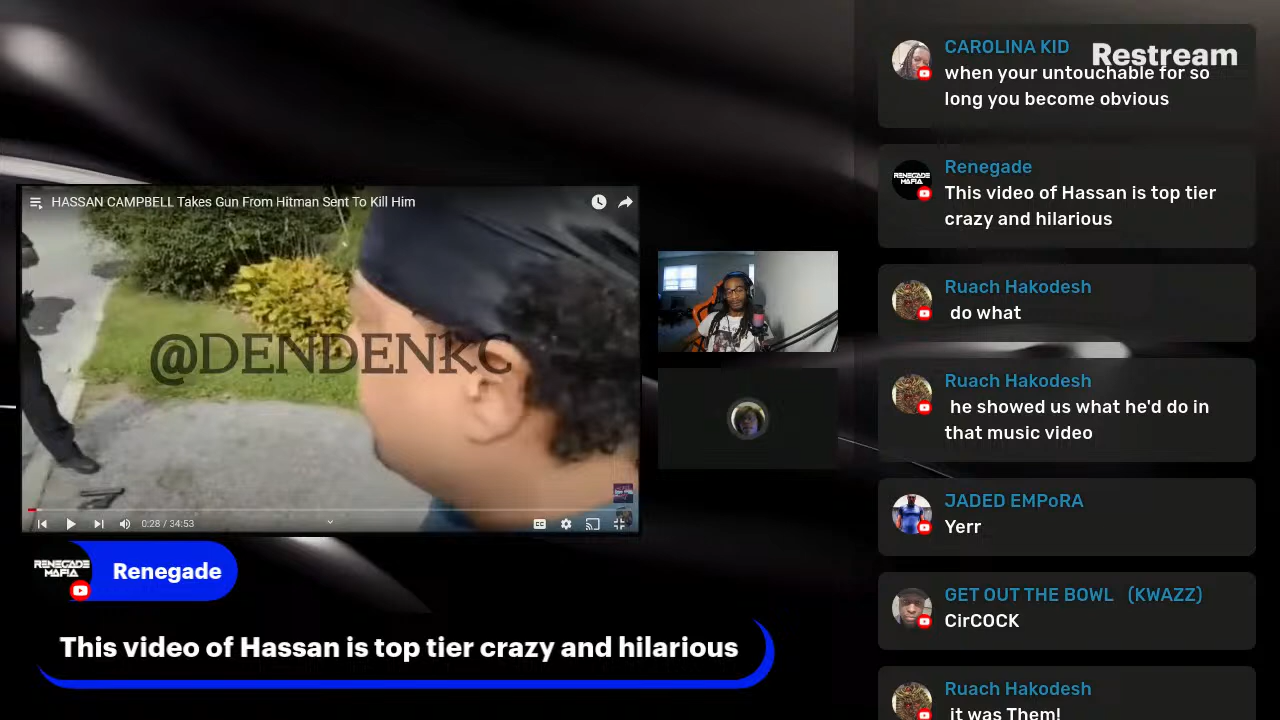 HASSAN CAMPBELL Takes Gun From Hitman Sent To Kill Him
@DENDENKC
0:28 / 34:53
CC
RENEGADE
MAFIA
Renegade
This video of Hassan is top tier crazy and hilarious
Restream
CAROLINA KID
when your untouchable for so
long you become obvious
RENEGADE
MAFIA
Renegade
This video of Hassan is top tier
crazy and hilarious
Ruach Hakodesh
do what
Ruach Hakodesh
he showed us what he'd do in
that music video
JADED EMPoRA
Yerr
GET OUT THE BOWL (KWAZZ)
CirCOCK
Ruach Hakodesh
it was Them!